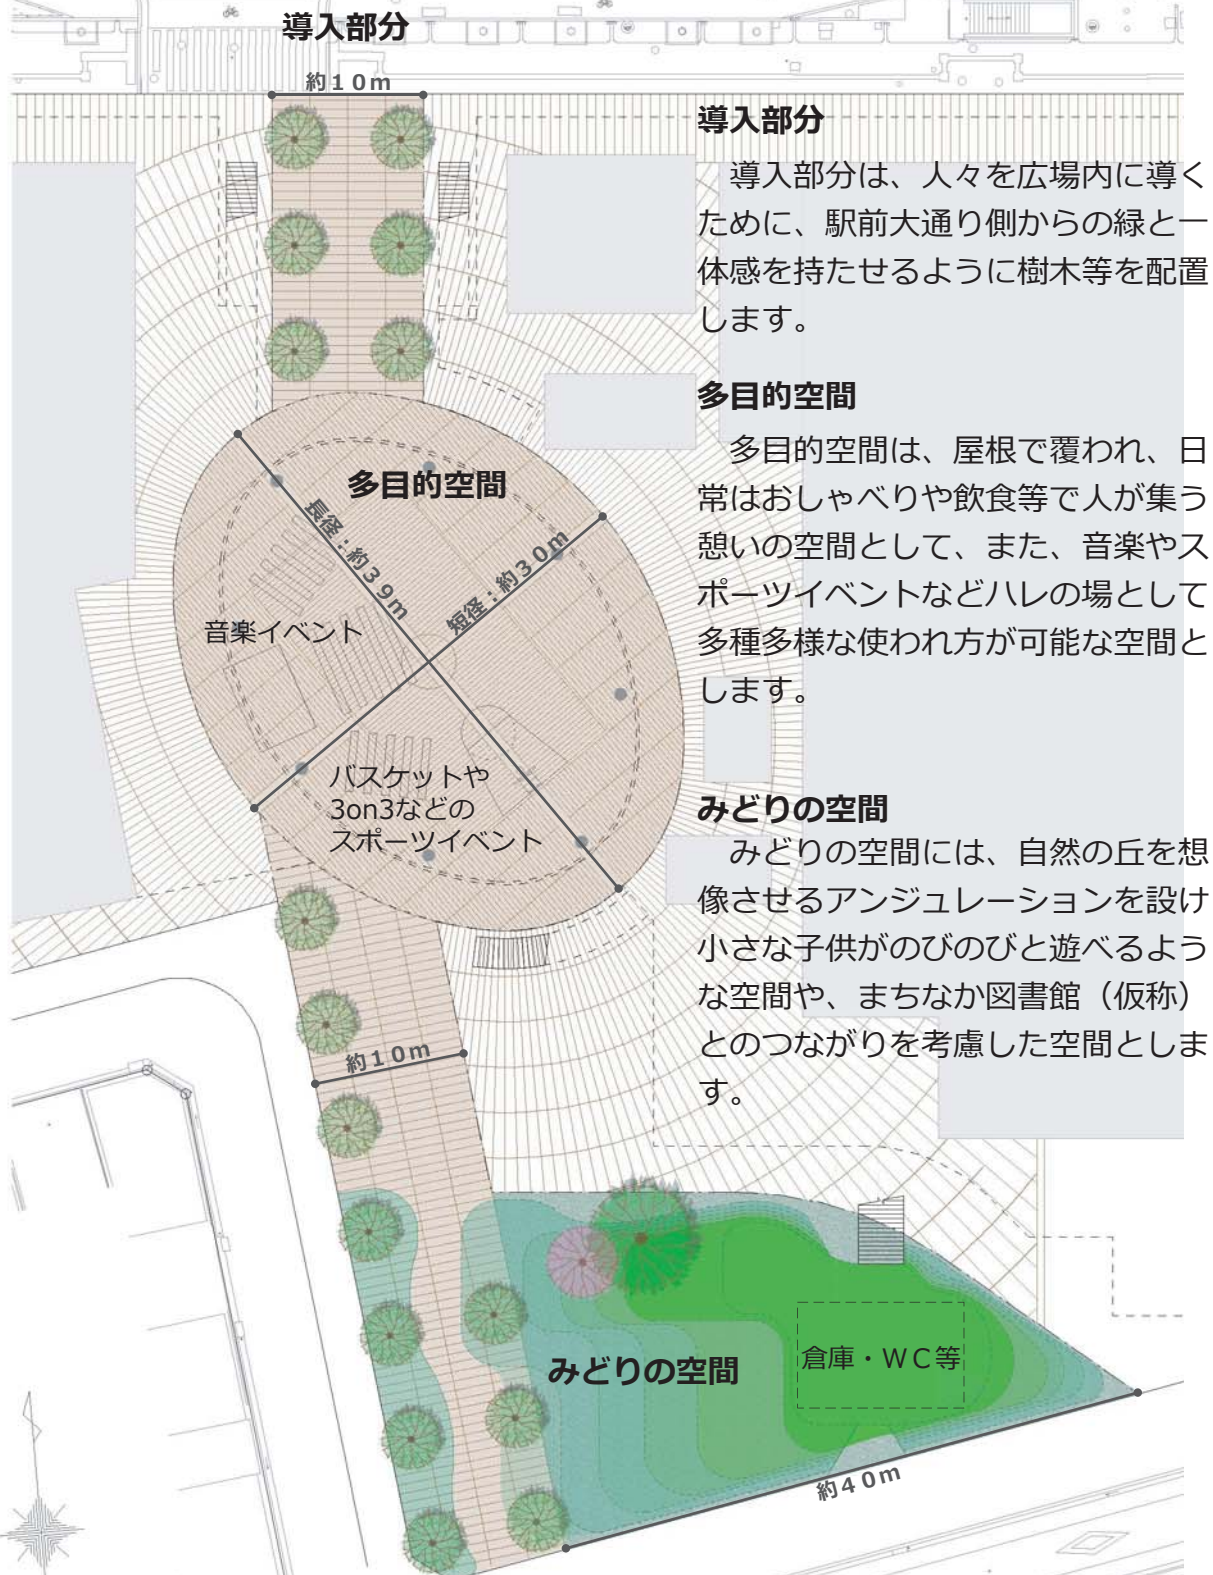 導入部分
約10m
導入部分
導入部分は、人々を広場内に導く
ために、駅前大通り側からの緑と一
体感を持たせるように樹木等を配置
します。
多目的空間
多目的空間は、屋根で覆われ、日
常はおしゃべりや飲食等で人が集う
憩いの空間として、また、音楽やス
ポーツイベントなどハレの場として
多種多様な使われ方が可能な空間と
します。
みどりの空間
みどりの空間には、自然の丘を想
像させるアンジュレーションを設け
小さな子供がのびのびと遊べるよう
な空間や、まちなか図書館（仮称）
とのつながりを考慮した空間としま
す。
多目的空間
長径：約39m
短径：約30m
音楽イベント
バスケットや
3on3などの
スポーツイベント
約10m
みどりの空間
倉庫・WC等
約40m